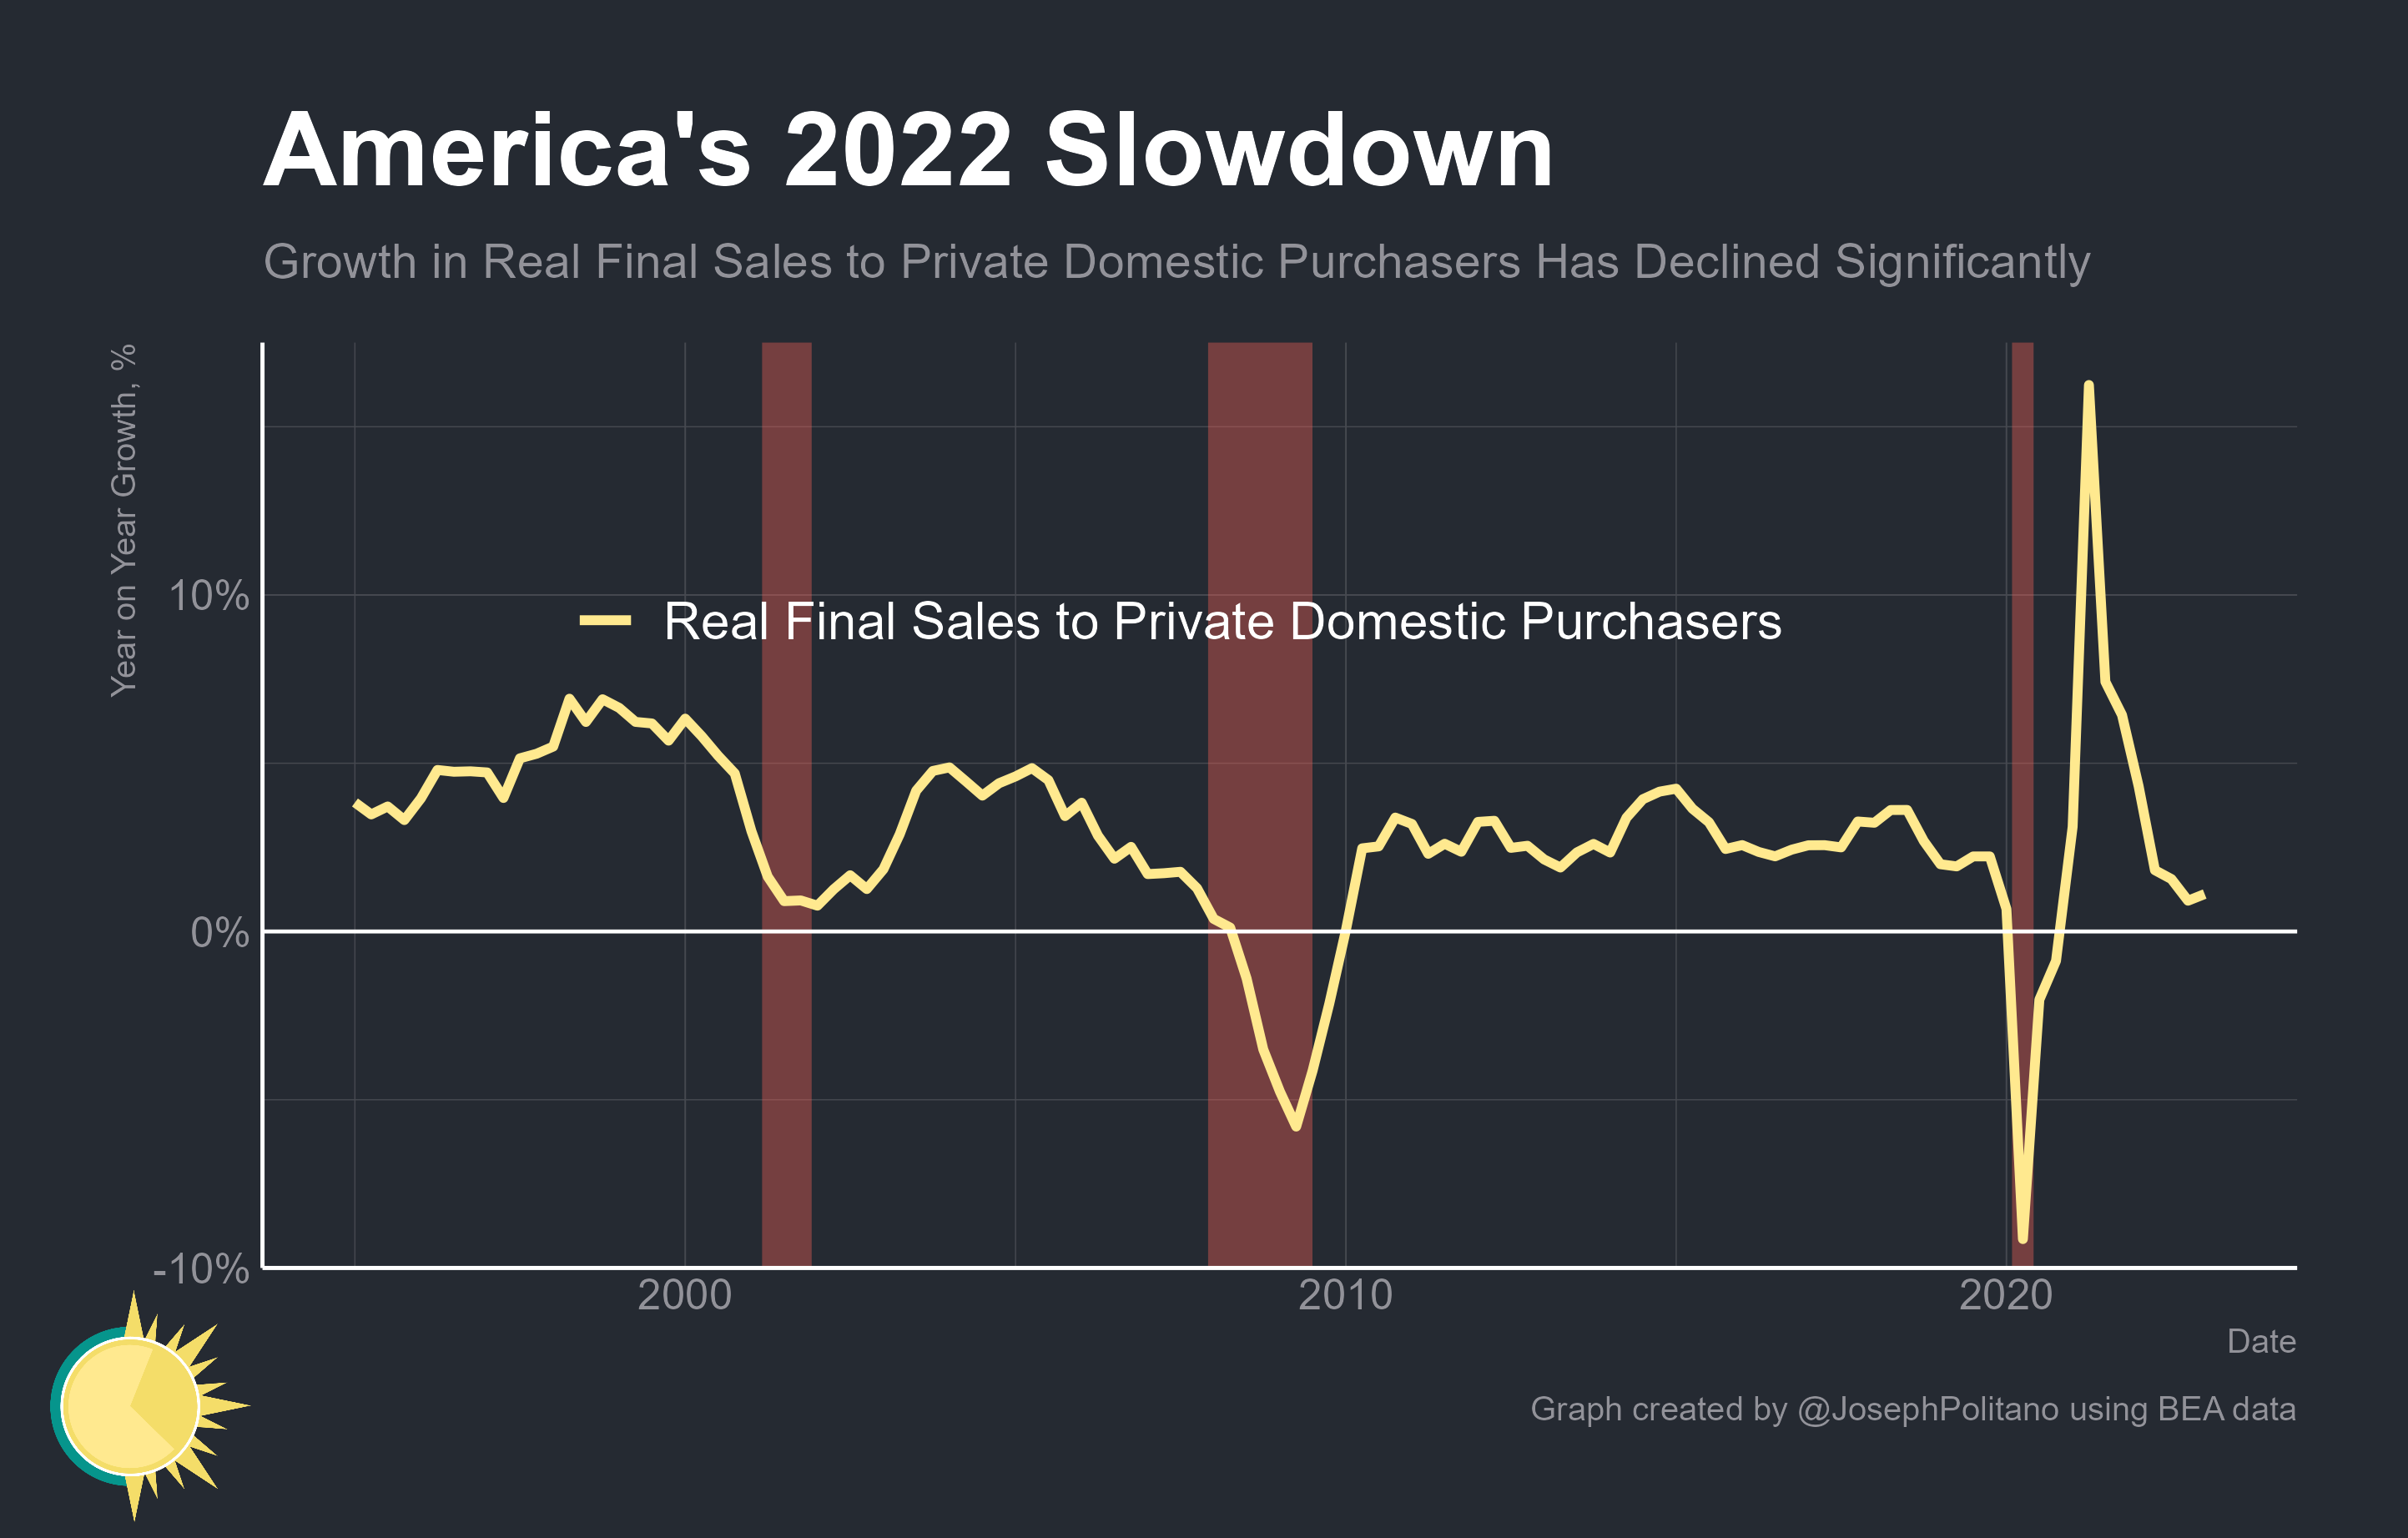 America's 2022 Slowdown
Growth in Real Final Sales to Private Domestic Purchasers Has Declined Significantly
Year on Year Growth, %
10%
Real Final Sales to Private Domestic Purchasers
0%
-10%
2000
2010
2020
Date
Graph created by @JosephPolitano using BEA data